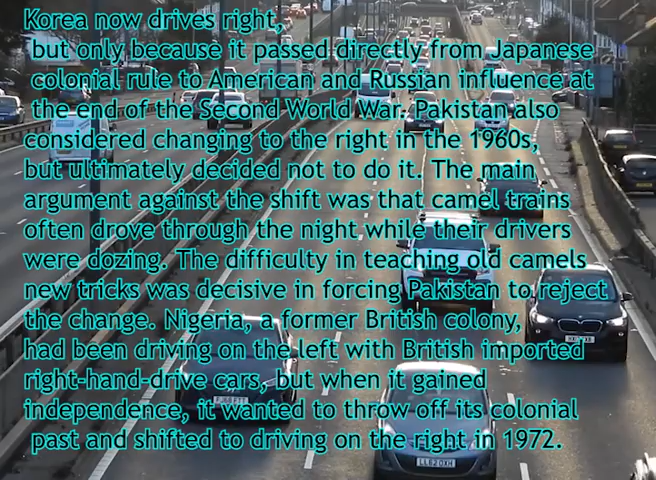 Korea now drives right,
but only because it passed directly from Japanese
colonial rule to American and Russian influence at
the end of the Second World War. Pakistan also
considered changing to the right in the 1960s,
but ultimately decided not to do it. The main
argument against the shift was that camel trains
often drove through the night while their drivers
were dozing. The difficulty in teaching old camels
new tricks was decisive in forcing Pakistan to reject
the change. Nigeria, a former British colony,
had been driving on the left with British imported
right-hand-drive cars, but when it gained
independence, it wanted to throw off its colonial
past and shifted to driving on the right in 1972.